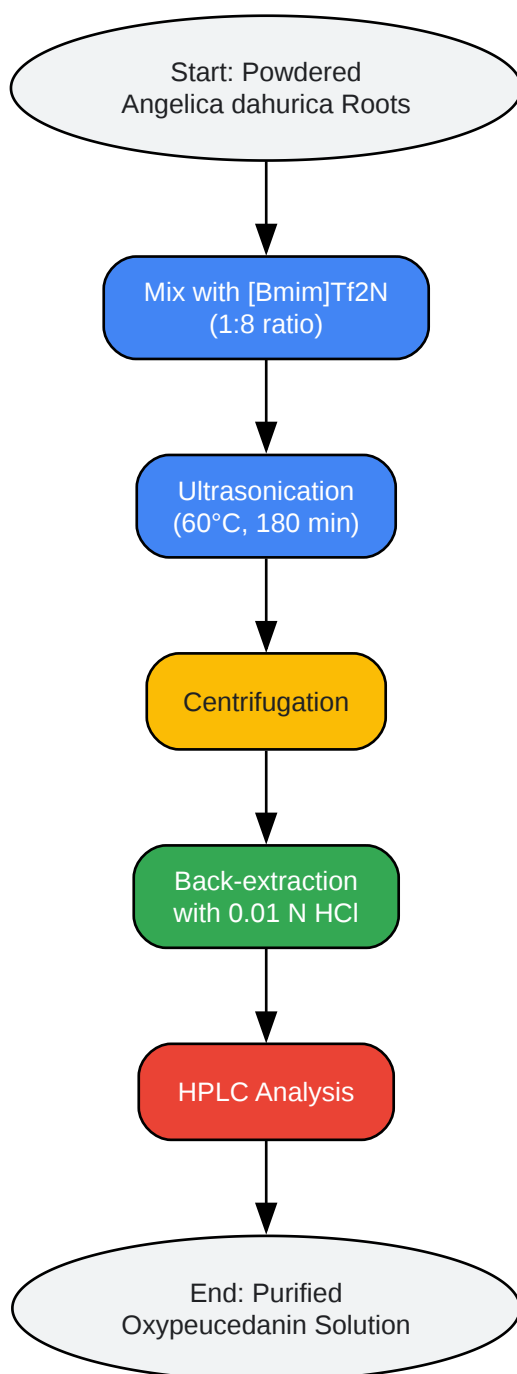 Start: Powdered
Angelica dahurica Roots
Mix with [Bmim]Tf2N
(1:8 ratio)
Ultrasonication
(60°C, 180 min)
Centrifugation
Back-extraction
with 0.01 N HCl
HPLC Analysis
End: Purified
Oxypeucedanin Solution